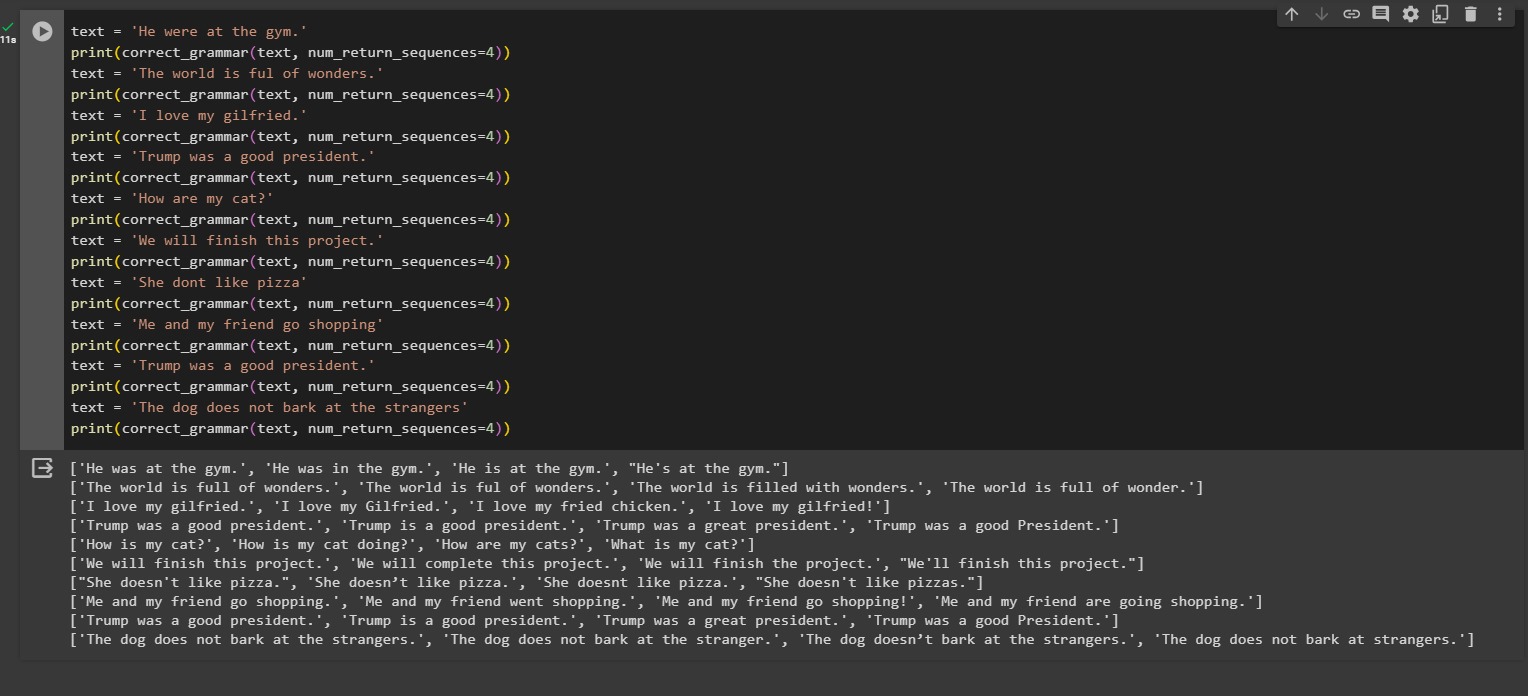 text = 'He were at the gym.'
11s
print(correct_grammar(text, num_return_sequences=4))
text = 'The world is ful of wonders.'
print(correct_grammar(text, num_return_sequences=4))
text = 'I love my gilfried.'
print(correct_grammar(text, num_return_sequences=4))
text = 'Trump was a good president.'
print(correct_grammar(text, num_return_sequences=4))
text = 'How are my cat?'
print(correct_grammar(text, num_return_sequences=4))
text = 'We will finish this project.'
print(correct_grammar(text, num_return_sequences=4))
text = 'She dont like pizza'
print(correct_grammar(text, num_return_sequences=4))
text = 'Me and my friend go shopping'
print(correct_grammar(text, num_return_sequences=4))
text = 'Trump was a good president.'
print(correct_grammar(text, num_return_sequences=4))
text = 'The dog does not bark at the strangers'
print(correct_grammar(text, num_return_sequences=4))
['He was at the gym.', 'He was in the gym.', 'He is at the gym.', "He's at the gym."]
['The world is full of wonders.', 'The world is ful of wonders.', 'The world is filled with wonders.', 'The world is full of wonder.']
['I love my gilfried.', 'I love my Gilfried.', 'I love my fried chicken.', 'I love my gilfried!']
['Trump was a good president.', 'Trump is a good president.', 'Trump was a great president.', 'Trump was a good President.']
['How is my cat?', 'How is my cat doing?', 'How are my cats?', 'What is my cat?']
['We will finish this project.', 'We will complete this project.', 'We will finish the project.', "We'll finish this project."]
["She doesn't like pizza.", 'She doesn’t like pizza.', 'She doesnt like pizza.', "She doesn't like pizzas."]
['Me and my friend go shopping.', 'Me and my friend went shopping.', 'Me and my friend go shopping!', 'Me and my friend are going shopping.']
['Trump was a good president.', 'Trump is a good president.', 'Trump was a great president.', 'Trump was a good President.']
['The dog does not bark at the strangers.', 'The dog does not bark at the stranger.', 'The dog doesn’t bark at the strangers.', 'The dog does not bark at strangers.']